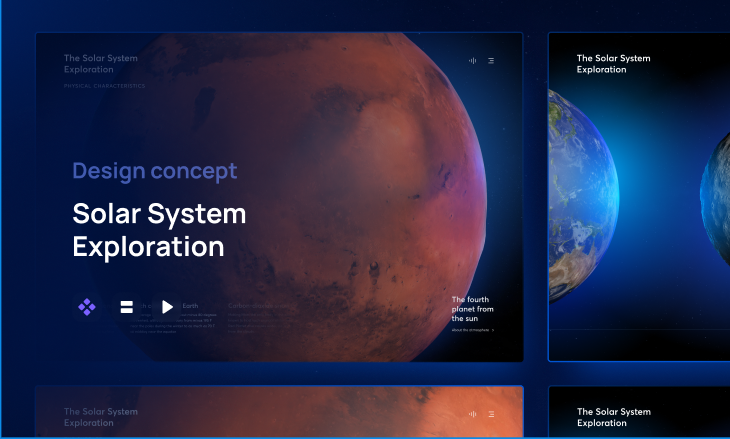 The Solar System
Exploration
PHYSICAL CHARACTERISTICS
Design concept
Solar System
Exploration
Earth
The fourth
planet from
the sun
About the atmosphere
The Solar System
Exploration
The Solar System
Exploration
The Solar System
Exploration